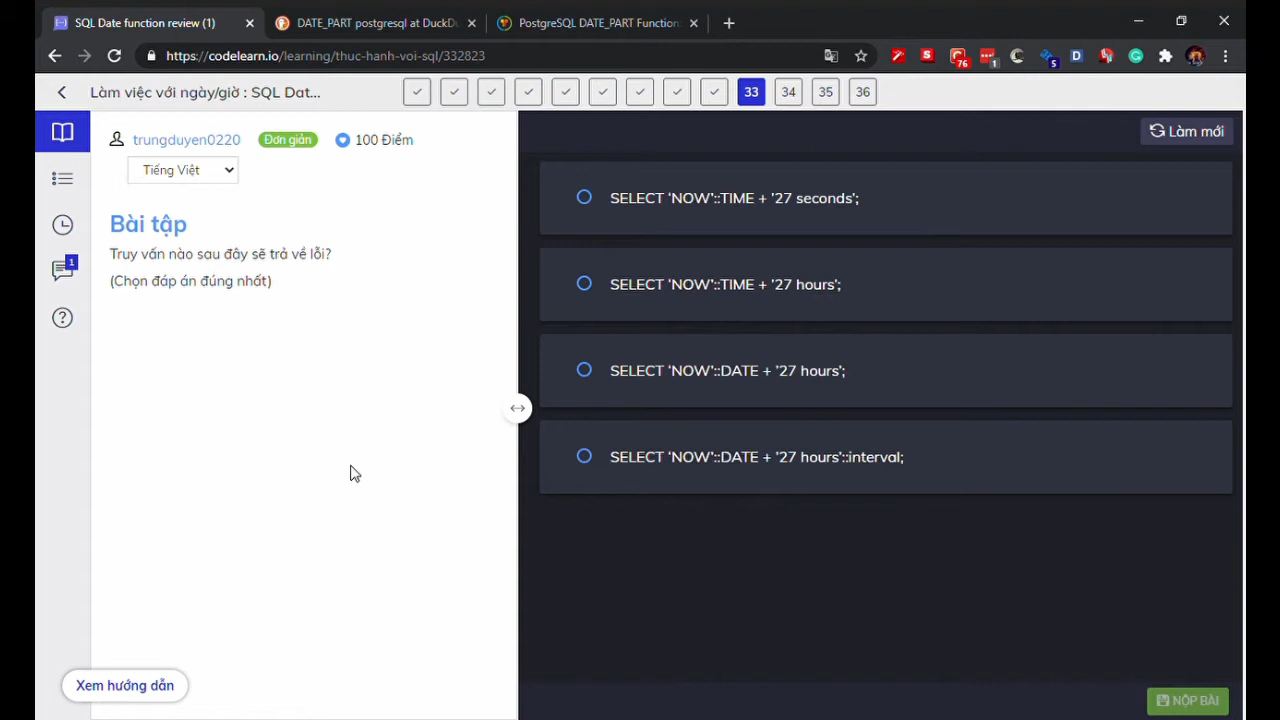 SQL Date function review (1)
DATE_PART postgresql at DuckDu
PostgreSQL DATE_PART Function:
https://codelearn.io/learning/thuc-hanh-voi-sql/332823
76
1
5
Làm việc với ngày/giờ : SQL Dat...
33
34
35
36
trungduyen0220
Đơn giản
100 Điểm
Làm mới
Tiếng Việt
Bài tập
Truy vấn nào sau đây sẽ trả về lỗi?
(Chọn đáp án đúng nhất)
1
SELECT 'NOW'::TIME + '27 seconds';
SELECT 'NOW'::TIME + '27 hours';
SELECT 'NOW'::DATE + '27 hours';
SELECT 'NOW'::DATE + '27 hours'::interval;
Xem hướng dẫn
NỘP BÀI